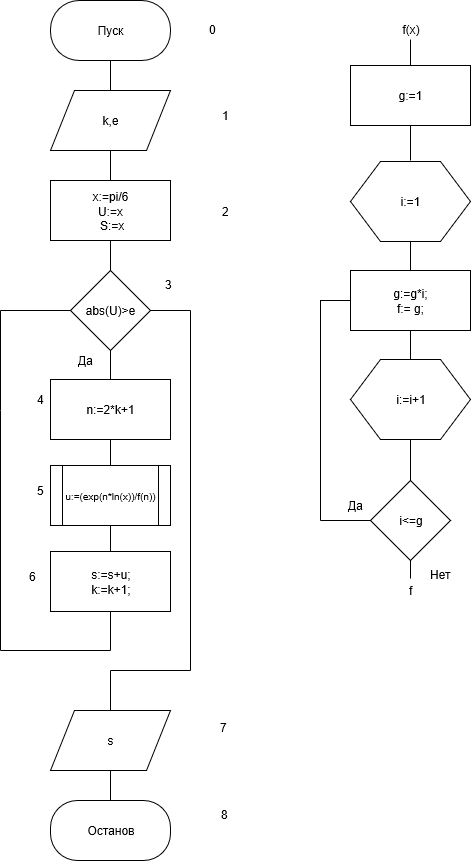 Пуск
0
k,e
1
x:=pi/6
U:=x
S:=x
2
3
abs(U)>e
Да
4
n:=2*k+1
5
u:=(exp(n*ln(x))/f(n))
6
s:=s+u;
k:=k+1;
s
7
Останов
8
f(x)
g:=1
i:=1
g:=g*i;
f:= g;
i:=i+1
Да
i<=g
Нет
f